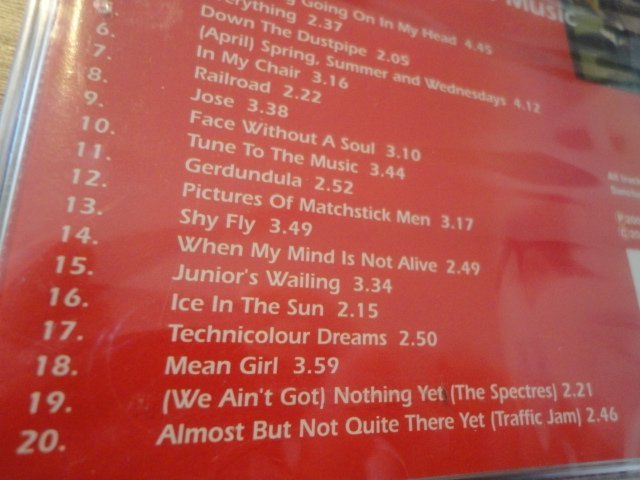 Going On In My Head 4.45
Everything 2.37
Down The Dustpipe 2.05
(April) Spring, Summer and Wednesdays 4.12
6. In My Chair 3.16
7. Railroad 2.22
8. Jose 3.38
9. Face Without A Soul 3.10
10. Tune To The Music 3.44
11. Gerdundula 2.52
12. Pictures Of Matchstick Men 3.17
13. Shy Fly 3.49
14. When My Mind Is Not Alive 2.49
15. Junior's Wailing 3.34
16. Ice In The Sun 2.15
17. Technicolour Dreams 2.50
18. Mean Girl 3.59
19. (We Ain't Got) Nothing Yet (The Spectres) 2.21
20. Almost But Not Quite There Yet (Traffic Jam) 2.46
Music
All